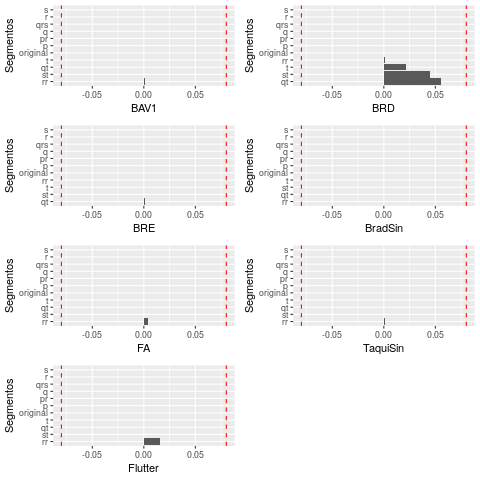 Segmentos
s
r
qrs
q
pr
p
original
t
qt
st
rr
-0.05 0.00 0.05
BAV1
Segmentos
s
r
qrs
q
pr
p
original
-0.05 0.00 0.05
BRD
Segmentos
s
r
qrs
q
pr
p
original
st
qt
-0.05 0.00 0.05
BRE
Segmentos
s
r
qrs
q
pr
p
original
t
qt
st
rr
-0.05 0.00 0.05
BradSin
Segmentos
s
r
qrs
q
pr
p
original
t
qt
st
rr
-0.05 0.00 0.05
FA
Segmentos
s
r
qrs
q
pr
p
original
t
qt
st
rr
-0.05 0.00 0.05
TaquiSin
Segmentos
s
r
qrs
q
pr
p
original
t
qt
st
rr
-0.05 0.00 0.05
Flutter